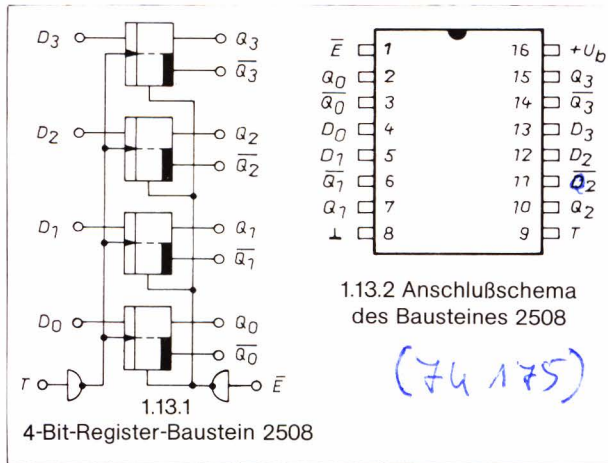 D3
Q3
Q̅3̅
D2
Q2
Q̅2̅
D1
Q1
Q̅1̅
D0
Q0
Q̅0̅
T
E̅
1.13.1
4-Bit-Register-Baustein 2508
E̅ 1 16 +Ub
Q0 2 15 Q3
Q̅0̅ 3 14 Q̅3̅
D0 4 13 D3
D1 5 12 D2
Q̅1̅ 6 11 Q̅2̅
Q1 7 10 Q2
⊥ 8 9 T
1.13.2 Anschlußschema
des Bausteines 2508
(74 175)